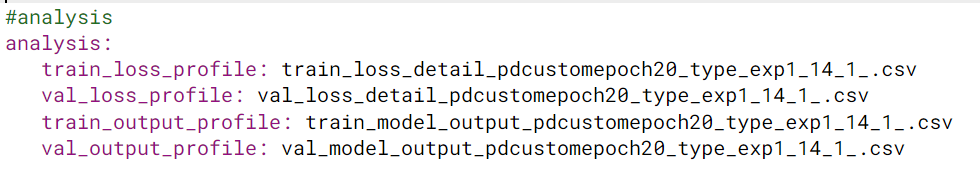 #analysis
analysis:
train_loss_profile: train_loss_detail_pdcustomepoch20_type_exp1_14_1_.csv
val_loss_profile: val_loss_detail_pdcustomepoch20_type_exp1_14_1_.csv
train_output_profile: train_model_output_pdcustomepoch20_type_exp1_14_1_.csv
val_output_profile: val_model_output_pdcustomepoch20_type_exp1_14_1_.csv